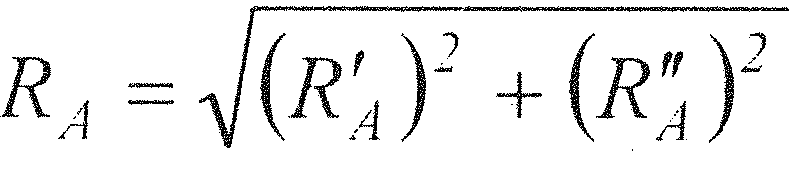 R_A = √((R′_A)² + (R″_A)²)